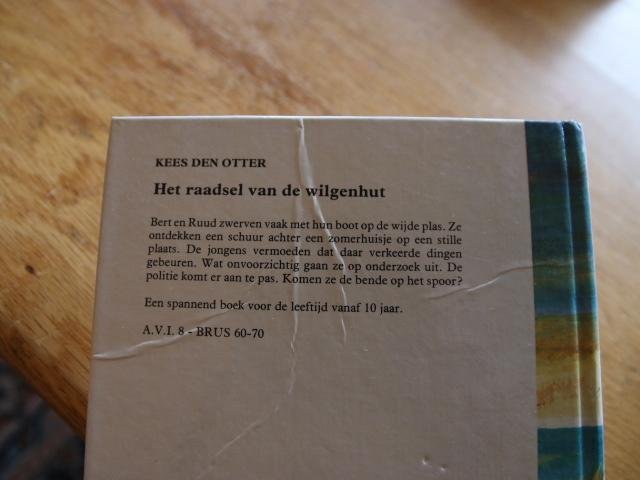 KEES DEN OTTER
Het raadsel van de wilgenhut
Bert en Ruud zwerven vaak met hun boot op de wijde plas. Ze
ontdekken een schuur achter een zomerhuisje op een stille
plaats. De jongens vermoeden dat daar verkeerde dingen
gebeuren. Wat onvoorzichtig gaan ze op onderzoek uit. De
politie komt er aan te pas. Komen ze de bende op het spoor?
Een spannend boek voor de leeftijd vanaf 10 jaar.
A.V.I. 8 - BRUS 60-70